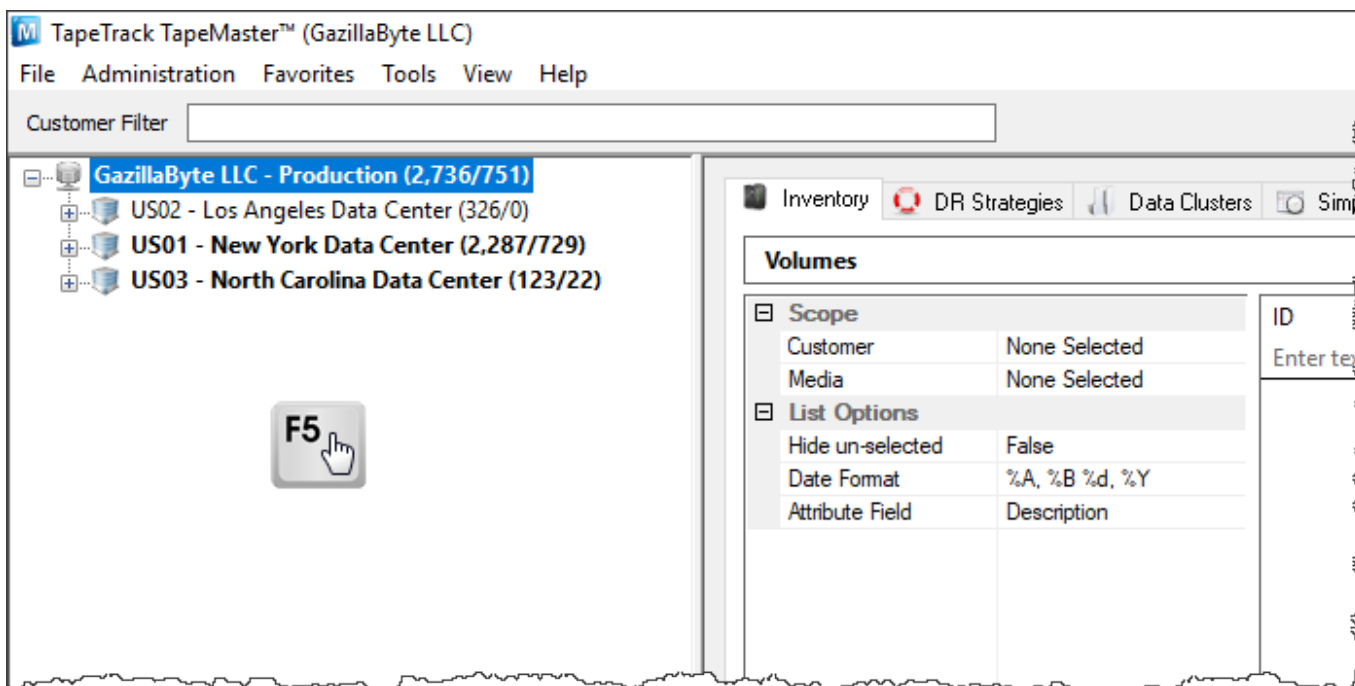 TapeTrack TapeMaster™ (GazillaByte LLC)
File Administration Favorites Tools View Help
Customer Filter
GazillaByte LLC - Production (2,736/751)
US02 - Los Angeles Data Center (326/0)
US01 - New York Data Center (2,287/729)
US03 - North Carolina Data Center (123/22)
F5
Inventory DR Strategies Data Clusters
Volumes
Scope
Customer None Selected
Media None Selected
List Options
Hide un-selected False
Date Format %A, %B %d, %Y
Attribute Field Description
ID
Enter